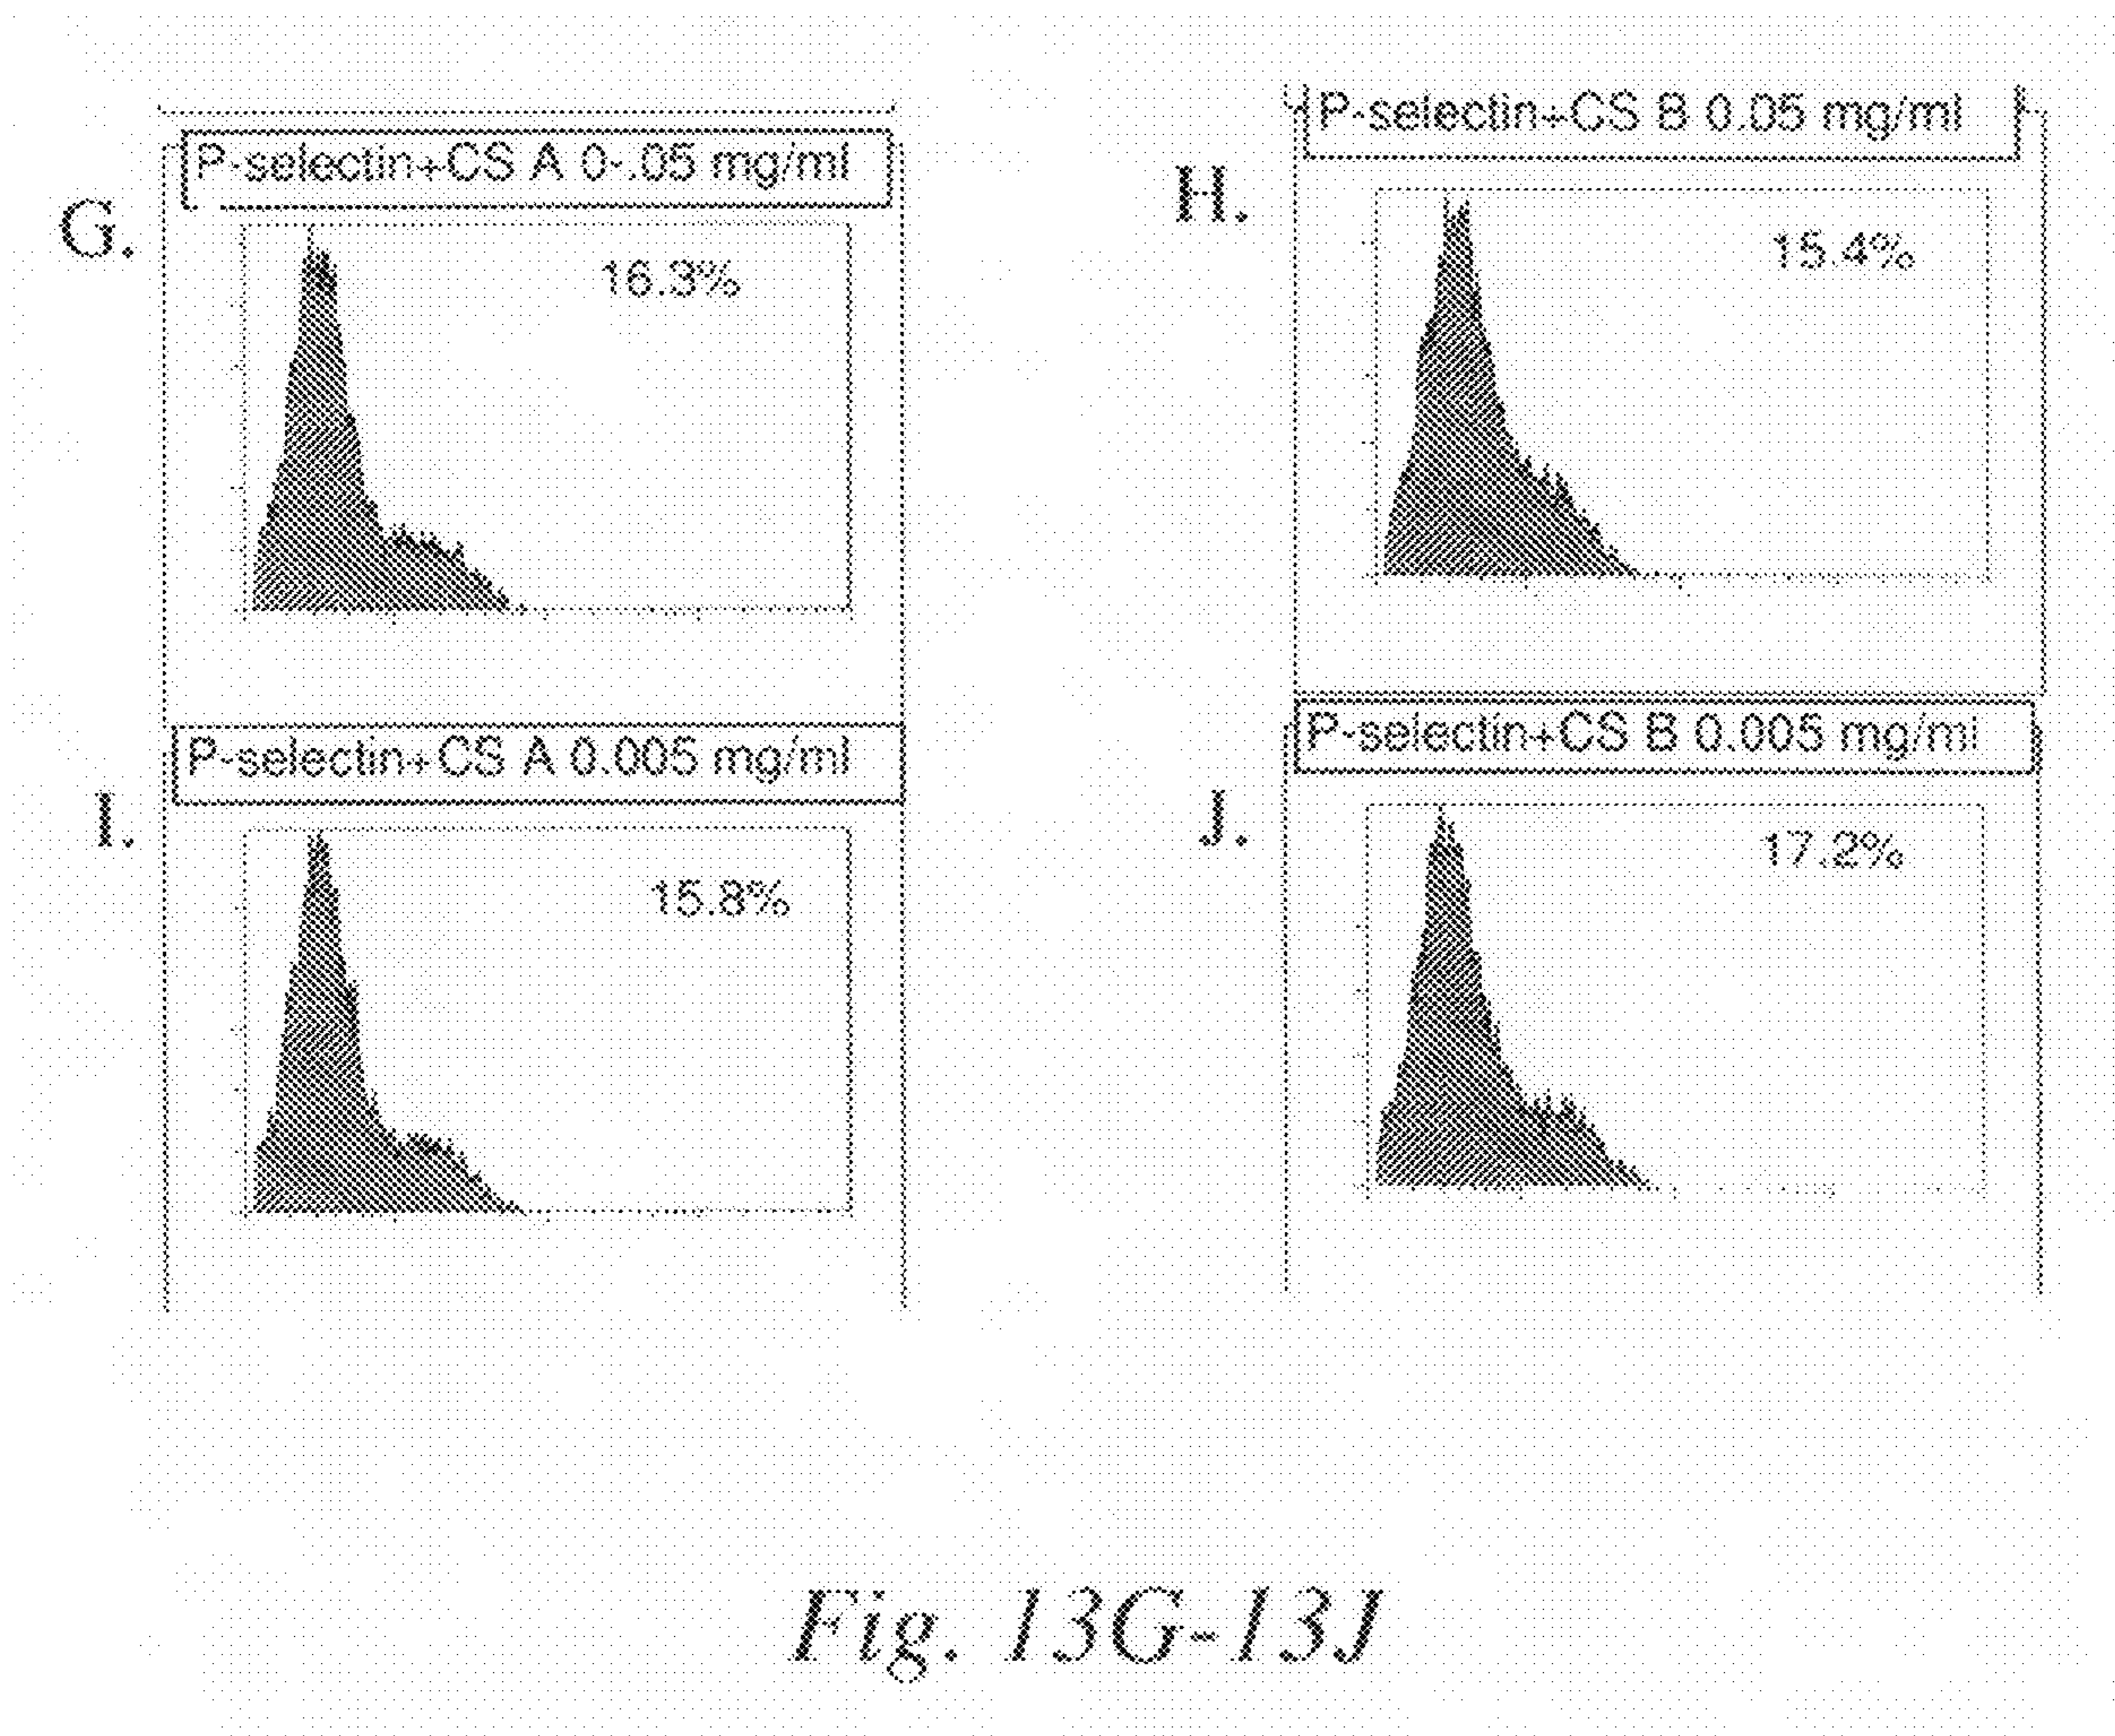 P-selectin+CS A 0-.05 mg/ml
G.
16.3%
P-selectin+CS B 0.05 mg/ml
H.
15.4%
P-selectin+CS A 0.005 mg/ml
I.
15.8%
P-selectin+CS B 0.005 mg/ml
J.
17.2%
Fig. 13G-13J